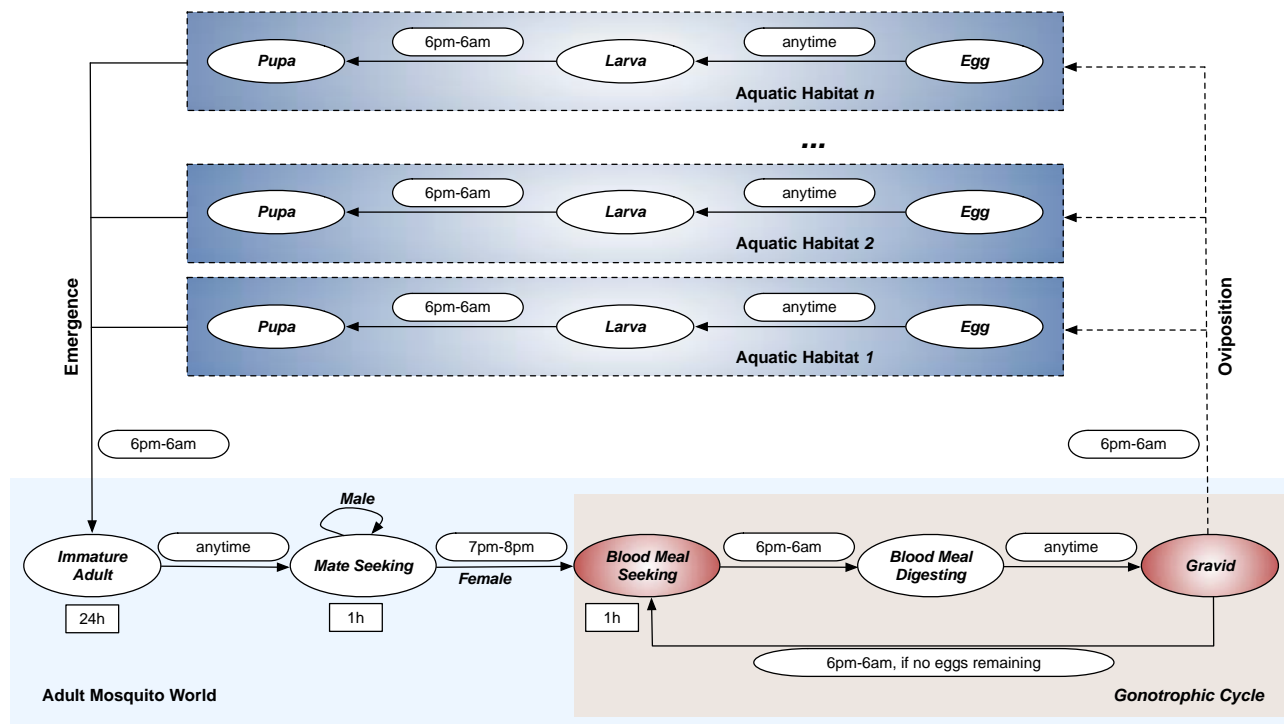 6pm-6am
anytime
Pupa
Larva
Egg
Aquatic Habitat n
...
6pm-6am
anytime
Pupa
Larva
Egg
Aquatic Habitat 2
6pm-6am
anytime
Pupa
Larva
Egg
Aquatic Habitat 1
Emergence
Oviposition
6pm-6am
6pm-6am
Male
Immature
Adult
anytime
Mate Seeking
7pm-8pm
Female
Blood Meal
Seeking
6pm-6am
Blood Meal
Digesting
anytime
Gravid
24h
1h
1h
6pm-6am, if no eggs remaining
Adult Mosquito World
Gonotrophic Cycle